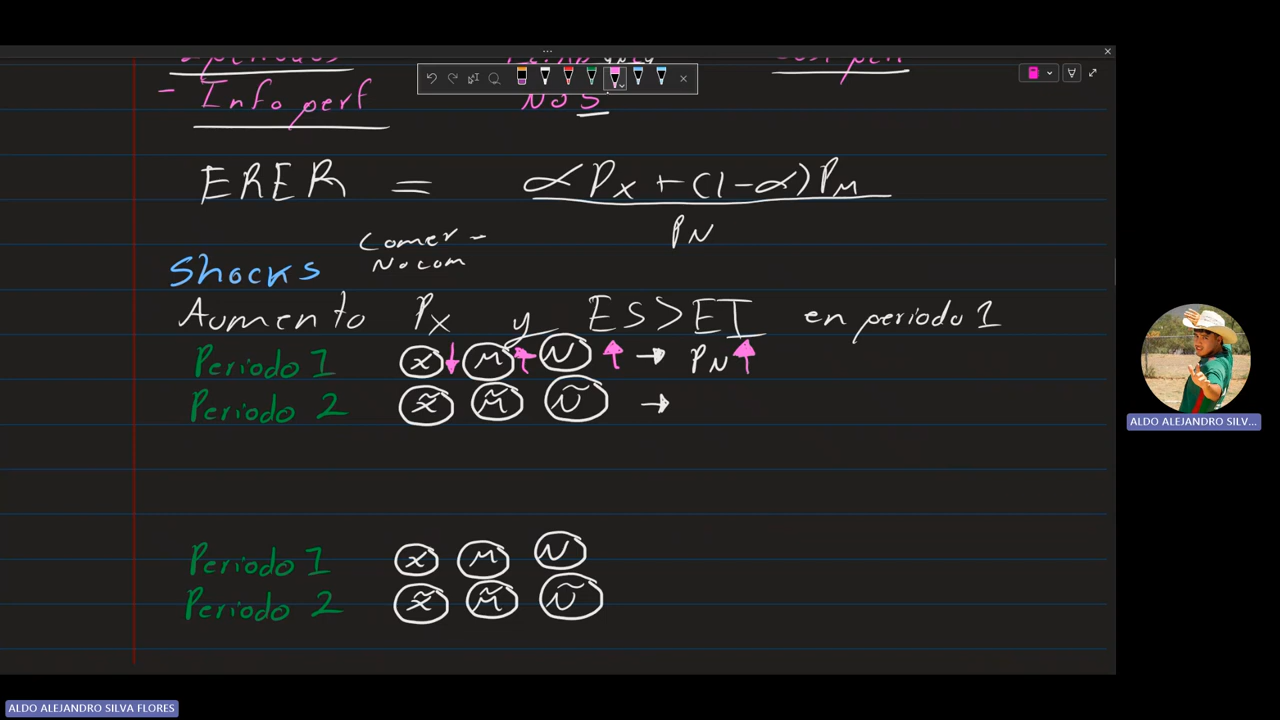 - Info perf
ERER = αPx + (1-α)PM
PN
Comer -
No com
Shocks
Aumento Px y ES>ET en periodo 1
Periodo 1 X ↓ M ↑ N ↑ → PN ↑
Periodo 2 X̃ M̃ Ñ →
Periodo 1 X M N
Periodo 2 X̃ M̃ Ñ
ALDO ALEJANDRO SILV...
ALDO ALEJANDRO SILVA FLORES